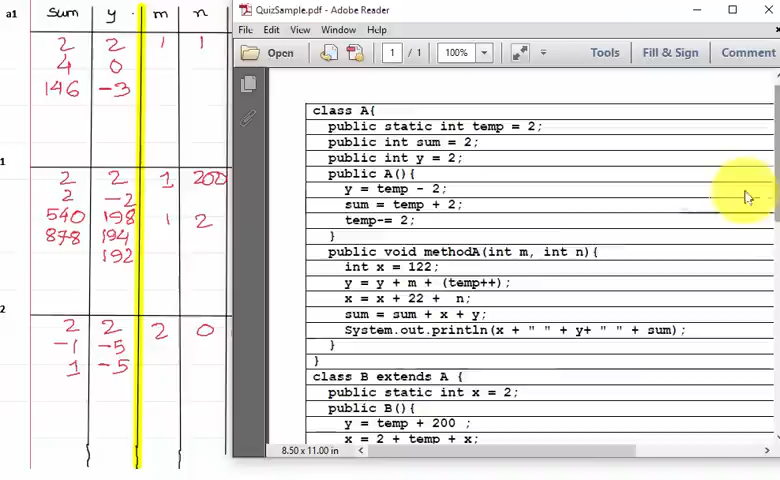 a1 sum y m n
2 2 1 1
4 0
146 -3
1
2 2 1 200
2 -2
540 198 1 2
878 194
192
2
2 2 2 0
-1 -5
1 -5
QuizSample.pdf - Adobe Reader
File Edit View Window Help
Open 1 / 1 100% Tools Fill & Sign Comment
class A{
public static int temp = 2;
public int sum = 2;
public int y = 2;
public A(){
y = temp - 2;
sum = temp + 2;
temp-= 2;
}
public void methodA(int m, int n){
int x = 122;
y = y + m + (temp++);
x = x + 22 + n;
sum = sum + x + y;
System.out.println(x + " " + y+ " " + sum);
}
}
class B extends A {
public static int x = 2;
public B(){
y = temp + 200 ;
x = 2 + temp + x;
8.50 x 11.00 in